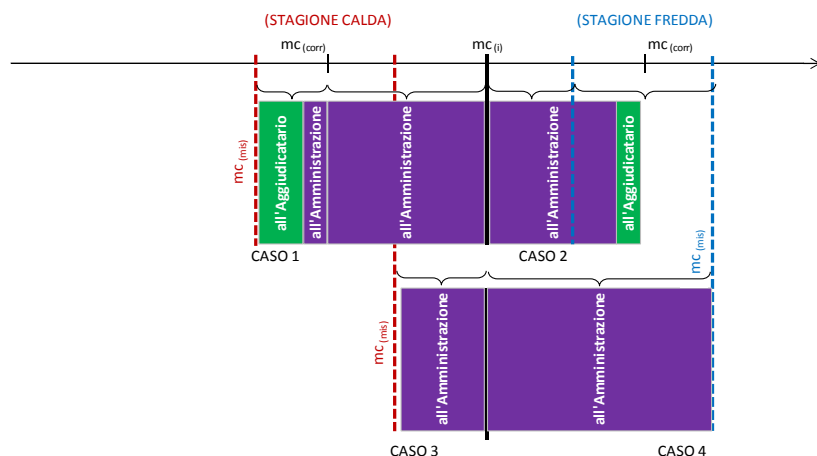 (STAGIONE CALDA)
(STAGIONE FREDDA)
mc (corr)
mc (i)
mc (corr)
mc (mis)
all'Aggiudicatario
all'Amministrazione
all'Amministrazione
all'Amministrazione
all'Aggiudicatario
CASO 1
CASO 2
mc (mis)
mc (mis)
all'Amministrazione
all'Amministrazione
CASO 3
CASO 4